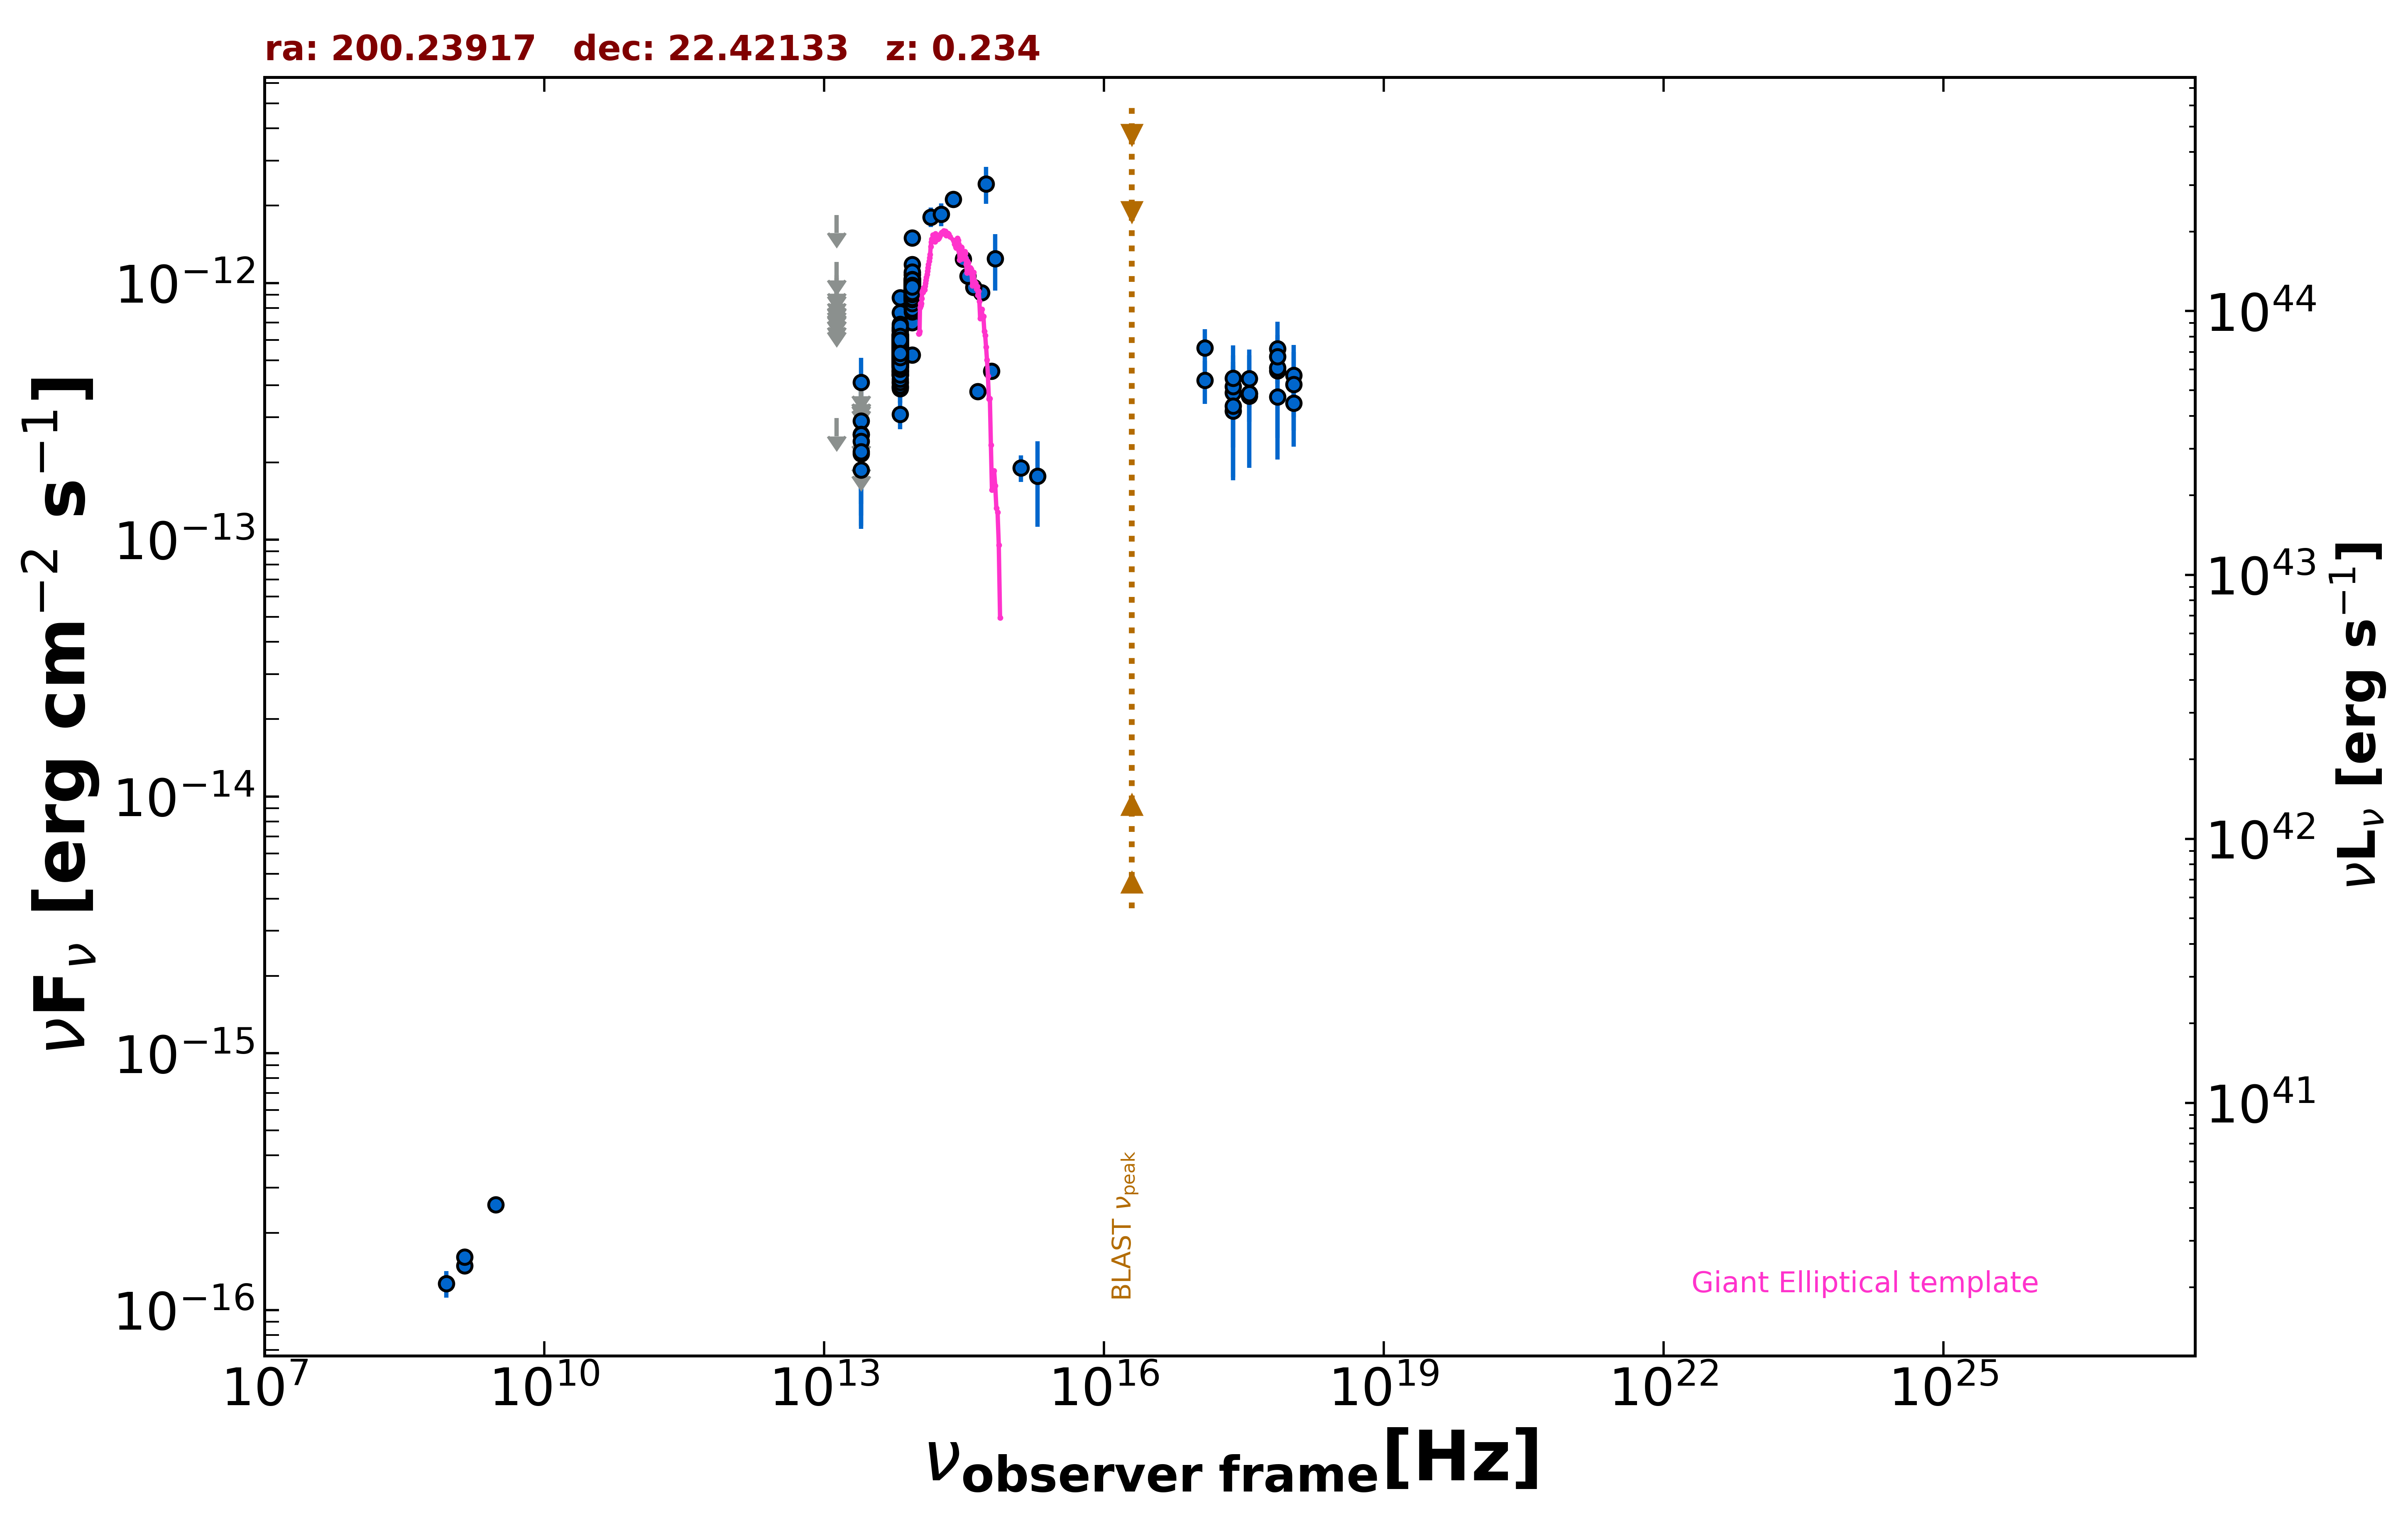 ra: 200.23917 dec: 22.42133 z: 0.234
νFν [erg cm−2 s−1]
10−12
10−13
10−14
10−15
10−16
1044
1043
1042
1041
νLν [erg s−1]
BLAST νpeak
Giant Elliptical template
107 1010 1013 1016 1019 1022 1025
νobserver frame[Hz]